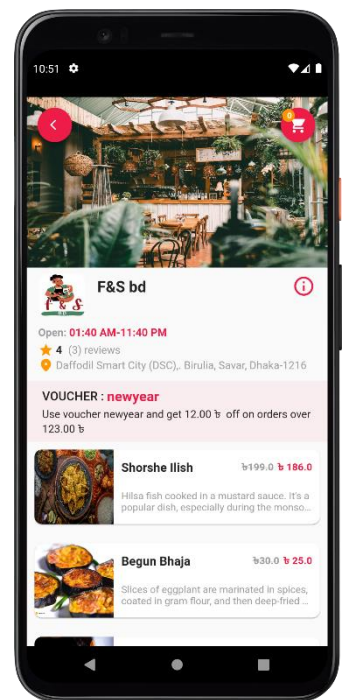 10:51
0
F&S bd
F & S
BD
Open: 01:40 AM-11:40 PM
4 (3) reviews
Daffodil Smart City (DSC),. Birulia, Savar, Dhaka-1216
VOUCHER : newyear
Use voucher newyear and get 12.00 ৳ off on orders over
123.00 ৳
Shorshe Ilish ৳199.0 ৳ 186.0
Hilsa fish cooked in a mustard sauce. It's a
popular dish, especially during the monso...
Begun Bhaja ৳30.0 ৳ 25.0
Slices of eggplant are marinated in spices,
coated in gram flour, and then deep-fried ...